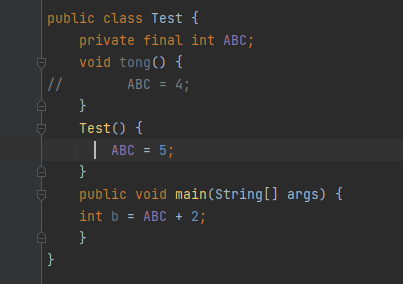 public class Test {
    private final int ABC;
    void tong() {
//        ABC = 4;
    }
    Test() {
        ABC = 5;
    }
    public void main(String[] args) {
    int b = ABC + 2;
    }
}